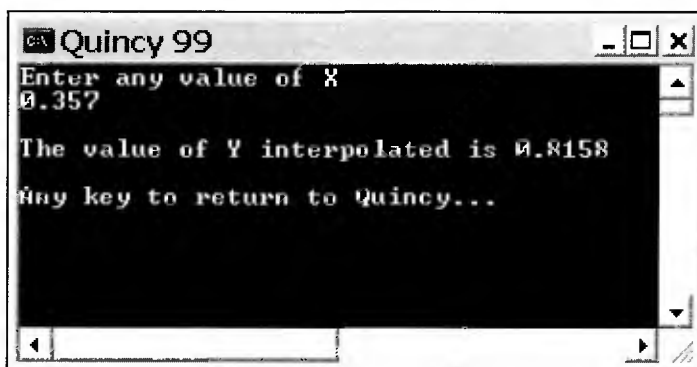 Quincy 99
Enter any value of X
0.357
The value of Y interpolated is 0.8158
Any key to return to Quincy...